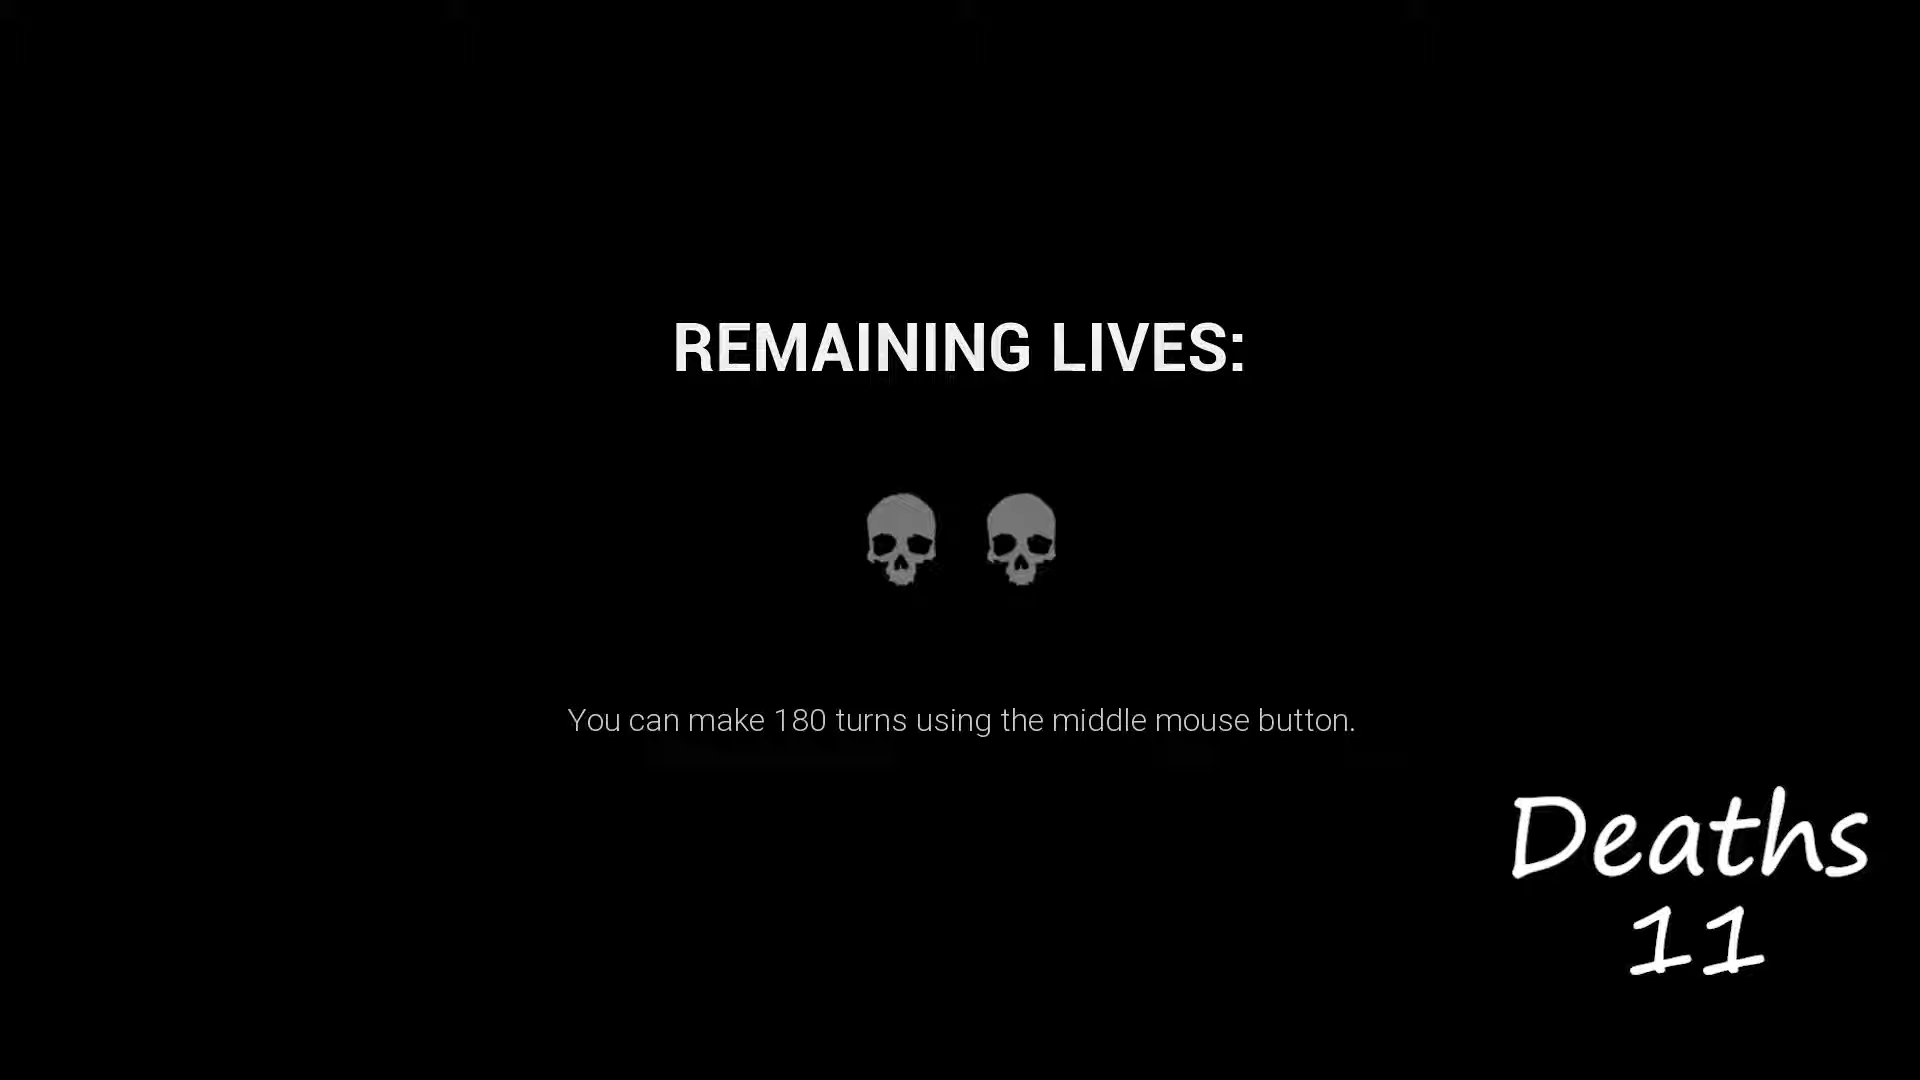 REMAINING LIVES:
You can make 180 turns using the middle mouse button.
Deaths
11